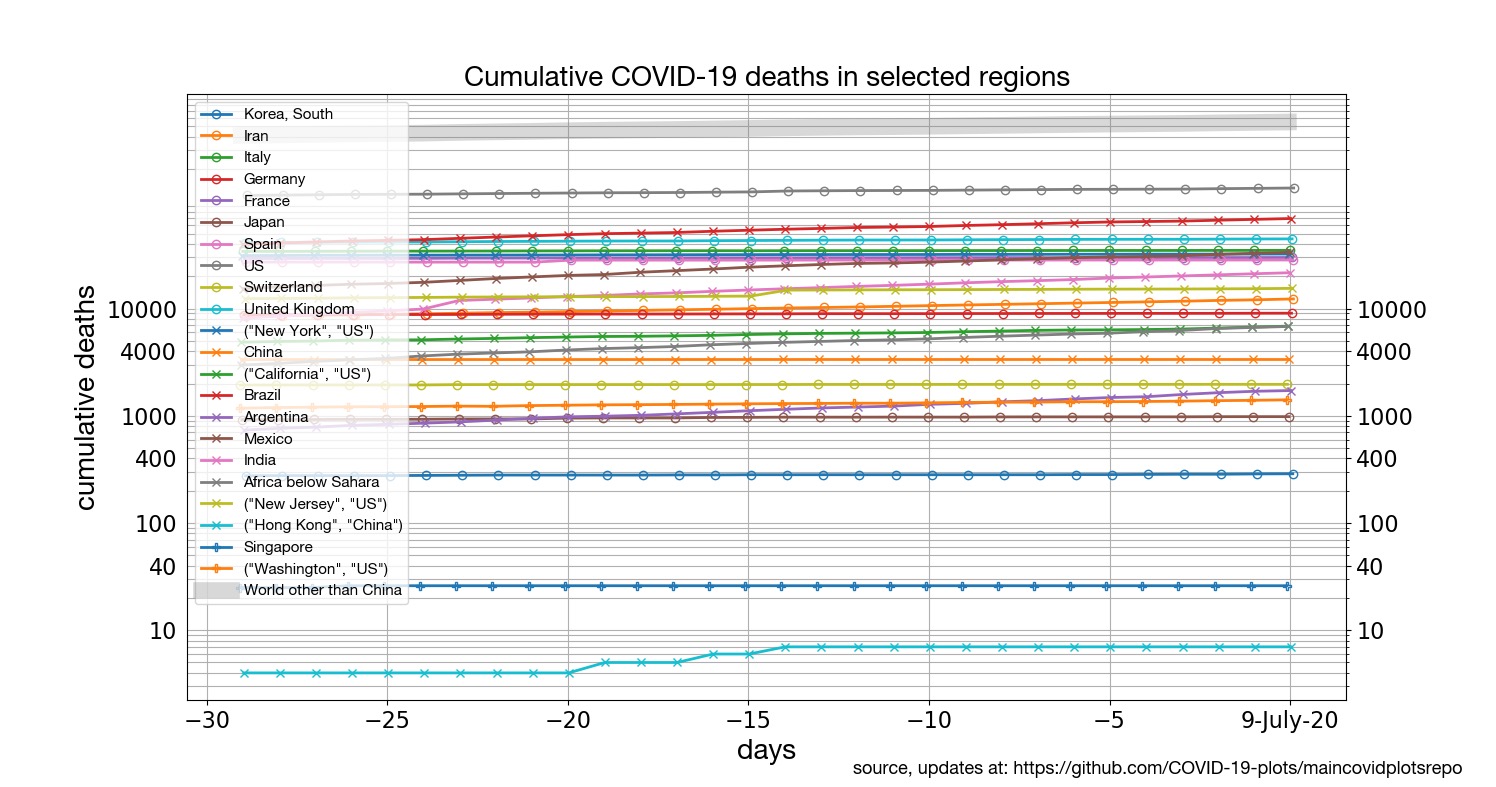 Cumulative COVID-19 deaths in selected regions
Korea, South
Iran
Italy
Germany
France
Japan
Spain
US
Switzerland
United Kingdom
("New York", "US")
China
("California", "US")
Brazil
Argentina
Mexico
India
Africa below Sahara
("New Jersey", "US")
("Hong Kong", "China")
Singapore
("Washington", "US")
World other than China
cumulative deaths
10000
4000
1000
400
100
40
10
10000
4000
1000
400
100
40
10
−30
−25
−20
−15
−10
−5
9-July-20
days
source, updates at: https://github.com/COVID-19-plots/maincovidplotsrepo